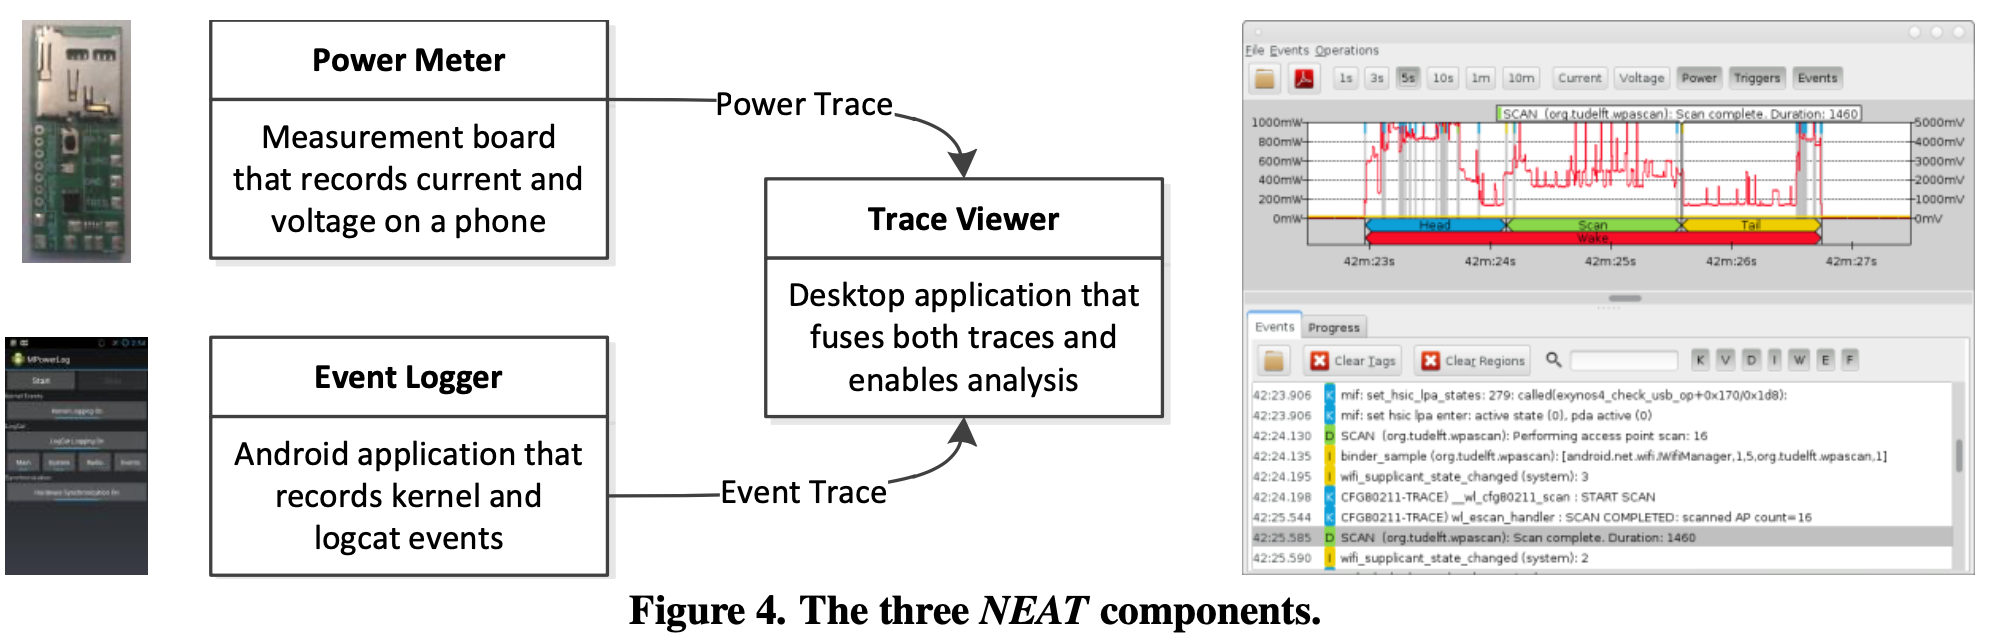 Power Meter
Measurement board
that records current and
voltage on a phone
Power Trace
Event Logger
Android application that
records kernel and
logcat events
Event Trace
Trace Viewer
Desktop application that
fuses both traces and
enables analysis
MPowerLog
Start
File Events Operations
1s 3s 5s 10s 1m 10m Current Voltage Power Triggers Events
SCAN (org.tudelft.wpascan): Scan complete. Duration: 1460
1000mW 5000mV
800mW 4000mV
600mW 3000mV
400mW 2000mV
200mW 1000mV
0mW 0mV
Head Scan Tail
Wake
42m:23s 42m:24s 42m:25s 42m:26s 42m:27s
Events Progress
Clear Tags Clear Regions K V D I W E F
42:23.906 K mif: set_hsic_lpa_states: 279: called(exynos4_check_usb_op+0x170/0x1d8):
42:23.906 K mif: set hsic lpa enter: active state (0), pda active (0)
42:24.130 D SCAN (org.tudelft.wpascan): Performing access point scan: 16
42:24.135 I binder_sample (org.tudelft.wpascan): [android.net.wifi.IWifiManager,1,5,org.tudelft.wpascan,1]
42:24.195 I wifi_supplicant_state_changed (system): 3
42:24.198 K CFG80211-TRACE) __wl_cfg80211_scan : START SCAN
42:25.544 K CFG80211-TRACE) wl_escan_handler : SCAN COMPLETED: scanned AP count=16
42:25.585 D SCAN (org.tudelft.wpascan): Scan complete. Duration: 1460
42:25.590 I wifi_supplicant_state_changed (system): 2
Figure 4. The three NEAT components.